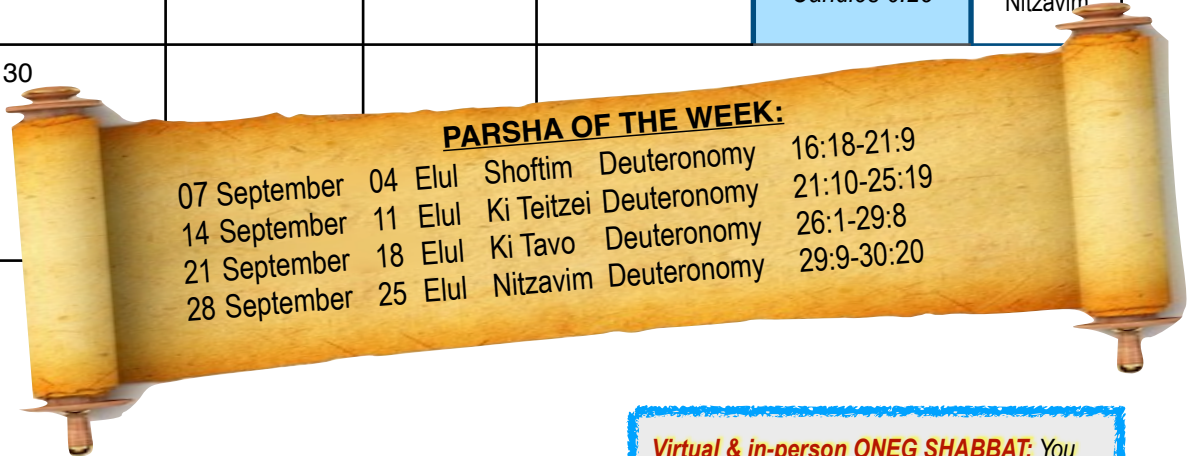 Nitzavim
30
PARSHA OF THE WEEK:
07 September 04 Elul Shoftim Deuteronomy 16:18-21:9
14 September 11 Elul Ki Teitzei Deuteronomy 21:10-25:19
21 September 18 Elul Ki Tavo Deuteronomy 26:1-29:8
28 September 25 Elul Nitzavim Deuteronomy 29:9-30:20
Virtual & in-person ONEG SHABBAT: You